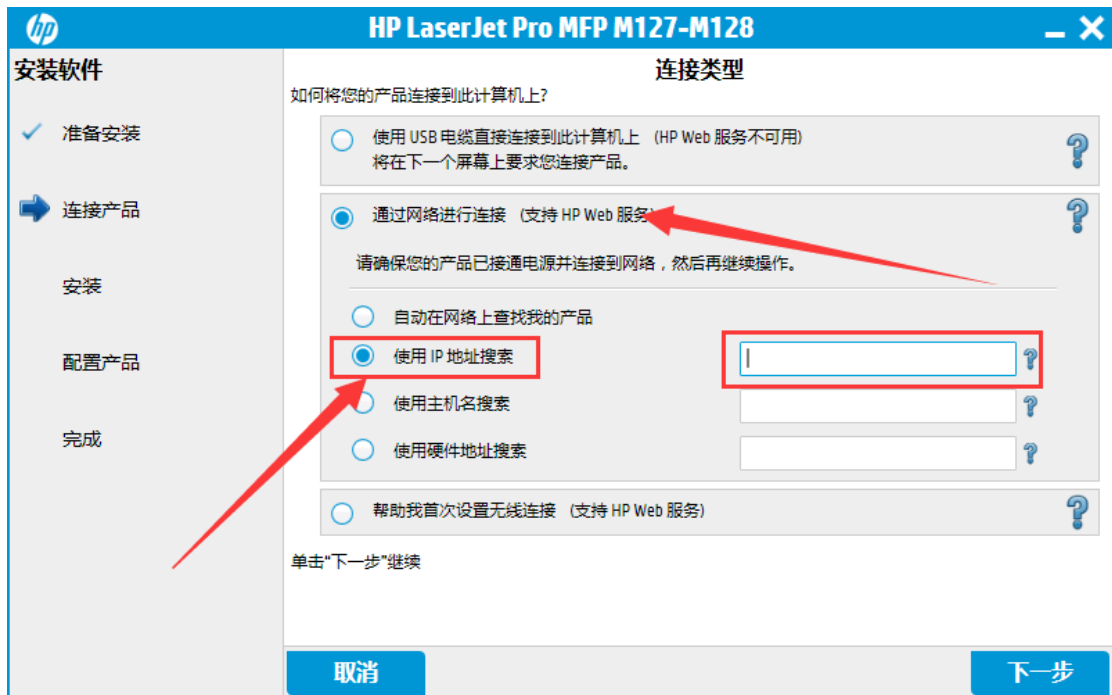 hp
HP LaserJet Pro MFP M127-M128
安装软件
准备安装
连接产品
安装
配置产品
完成
连接类型
如何将您的产品连接到此计算机上?
使用 USB 电缆直接连接到此计算机上 (HP Web 服务不可用)
将在下一个屏幕上要求您连接产品。
?
通过网络进行连接 (支持 HP Web 服务)
?
请确保您的产品已接通电源并连接到网络，然后再继续操作。
自动在网络上查找我的产品
使用 IP 地址搜索
?
使用主机名搜索
?
使用硬件地址搜索
?
帮助我首次设置无线连接 (支持 HP Web 服务)
?
单击"下一步"继续
取消
下一步